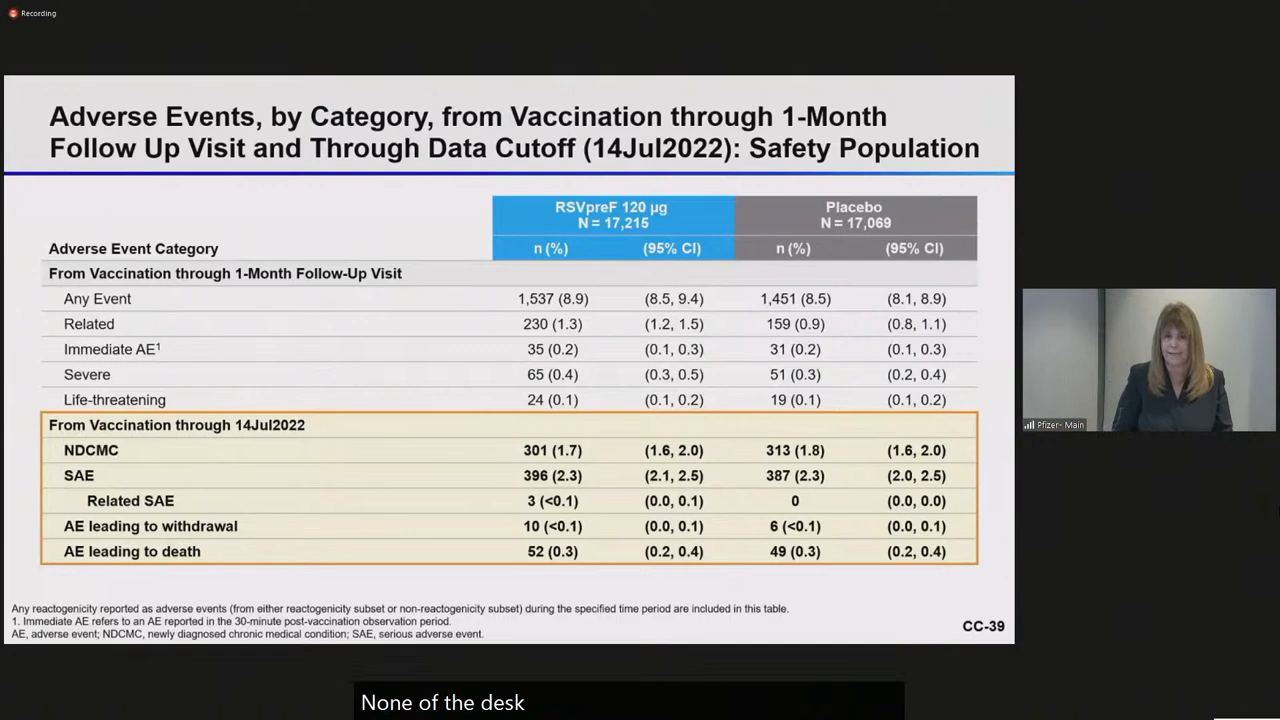 Recording
Adverse Events, by Category, from Vaccination through 1-Month
Follow Up Visit and Through Data Cutoff (14Jul2022): Safety Population
RSVpreF 120 µg Placebo
N = 17,215 N = 17,069
Adverse Event Category n (%) (95% CI) n (%) (95% CI)
From Vaccination through 1-Month Follow-Up Visit
Any Event 1,537 (8.9) (8.5, 9.4) 1,451 (8.5) (8.1, 8.9)
Related 230 (1.3) (1.2, 1.5) 159 (0.9) (0.8, 1.1)
Immediate AE¹ 35 (0.2) (0.1, 0.3) 31 (0.2) (0.1, 0.3)
Severe 65 (0.4) (0.3, 0.5) 51 (0.3) (0.2, 0.4)
Life-threatening 24 (0.1) (0.1, 0.2) 19 (0.1) (0.1, 0.2)
From Vaccination through 14Jul2022
NDCMC 301 (1.7) (1.6, 2.0) 313 (1.8) (1.6, 2.0)
SAE 396 (2.3) (2.1, 2.5) 387 (2.3) (2.0, 2.5)
Related SAE 3 (<0.1) (0.0, 0.1) 0 (0.0, 0.0)
AE leading to withdrawal 10 (<0.1) (0.0, 0.1) 6 (<0.1) (0.0, 0.1)
AE leading to death 52 (0.3) (0.2, 0.4) 49 (0.3) (0.2, 0.4)
Any reactogenicity reported as adverse events (from either reactogenicity subset or non-reactogenicity subset) during the specified time period are included in this table.
1. Immediate AE refers to an AE reported in the 30-minute post-vaccination observation period.
AE, adverse event; NDCMC, newly diagnosed chronic medical condition; SAE, serious adverse event.
CC-39
Pfizer- Main
None of the desk